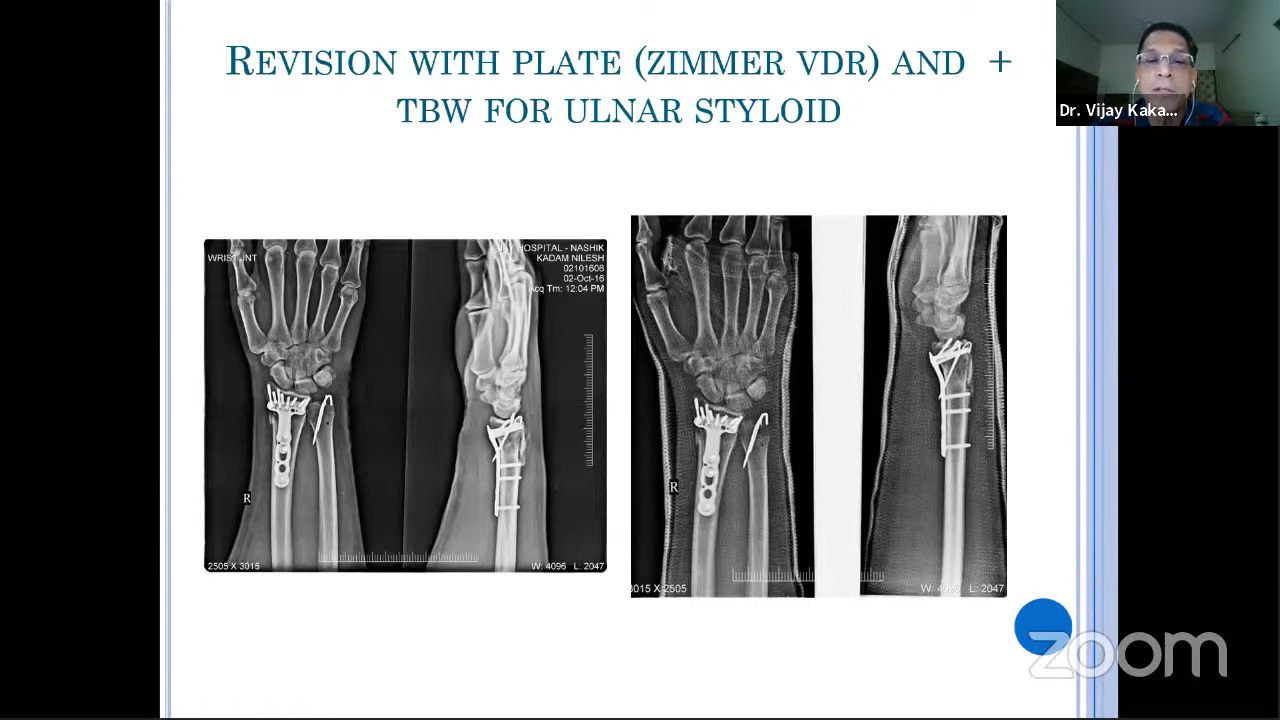 REVISION WITH PLATE (ZIMMER VDR) AND +
TBW FOR ULNAR STYLOID
Dr. Vijay Kaka...
HOSPITAL - NASHIK
WRIST JNT
KADAM NILESH
02101606
02-Oct-16
Acq Tm: 12:04 PM
R
2505 X 3015
W: 4096 L: 2047
R
3015 X 2505
W: 4096 L: 2047
zoom